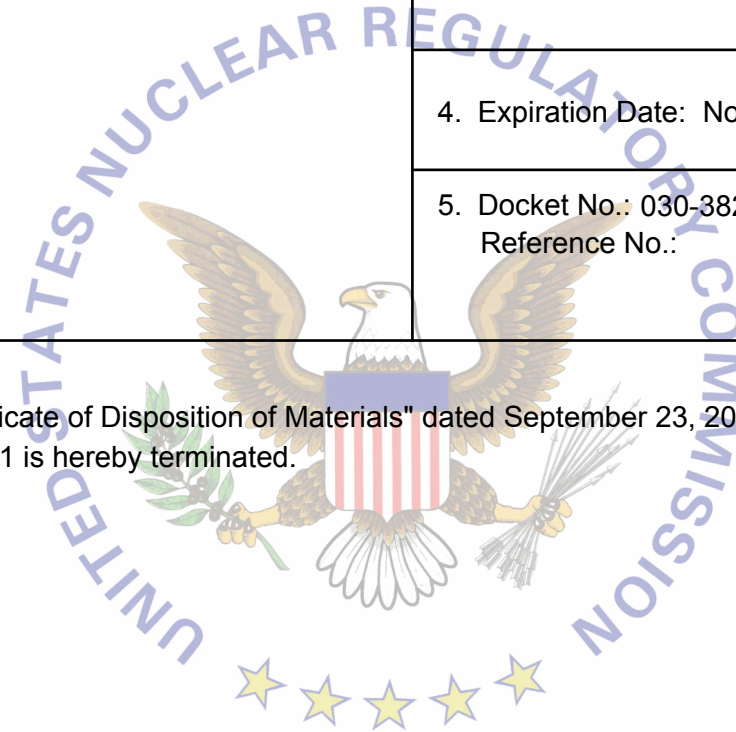 UNITED STATES NUCLEAR REGULATORY COMMISSION
4. Expiration Date: No
5. Docket No.: 030-382
Reference No.:
icate of Disposition of Materials" dated September 23, 20
1 is hereby terminated.